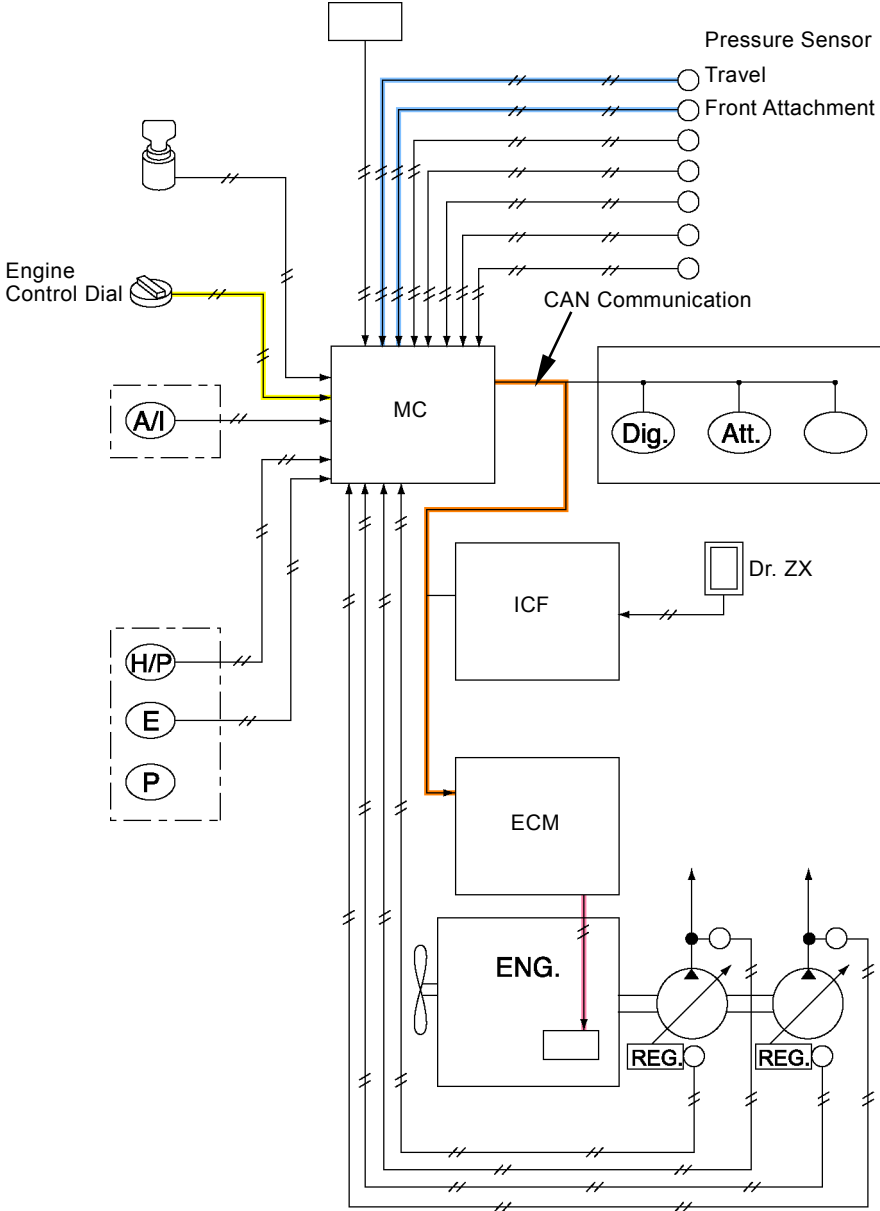 Pressure Sensor
Travel
Front Attachment
Engine
Control Dial
CAN Communication
A/I
MC
Dig.
Att.
ICF
Dr. ZX
H/P
E
P
ECM
ENG.
REG.
REG.